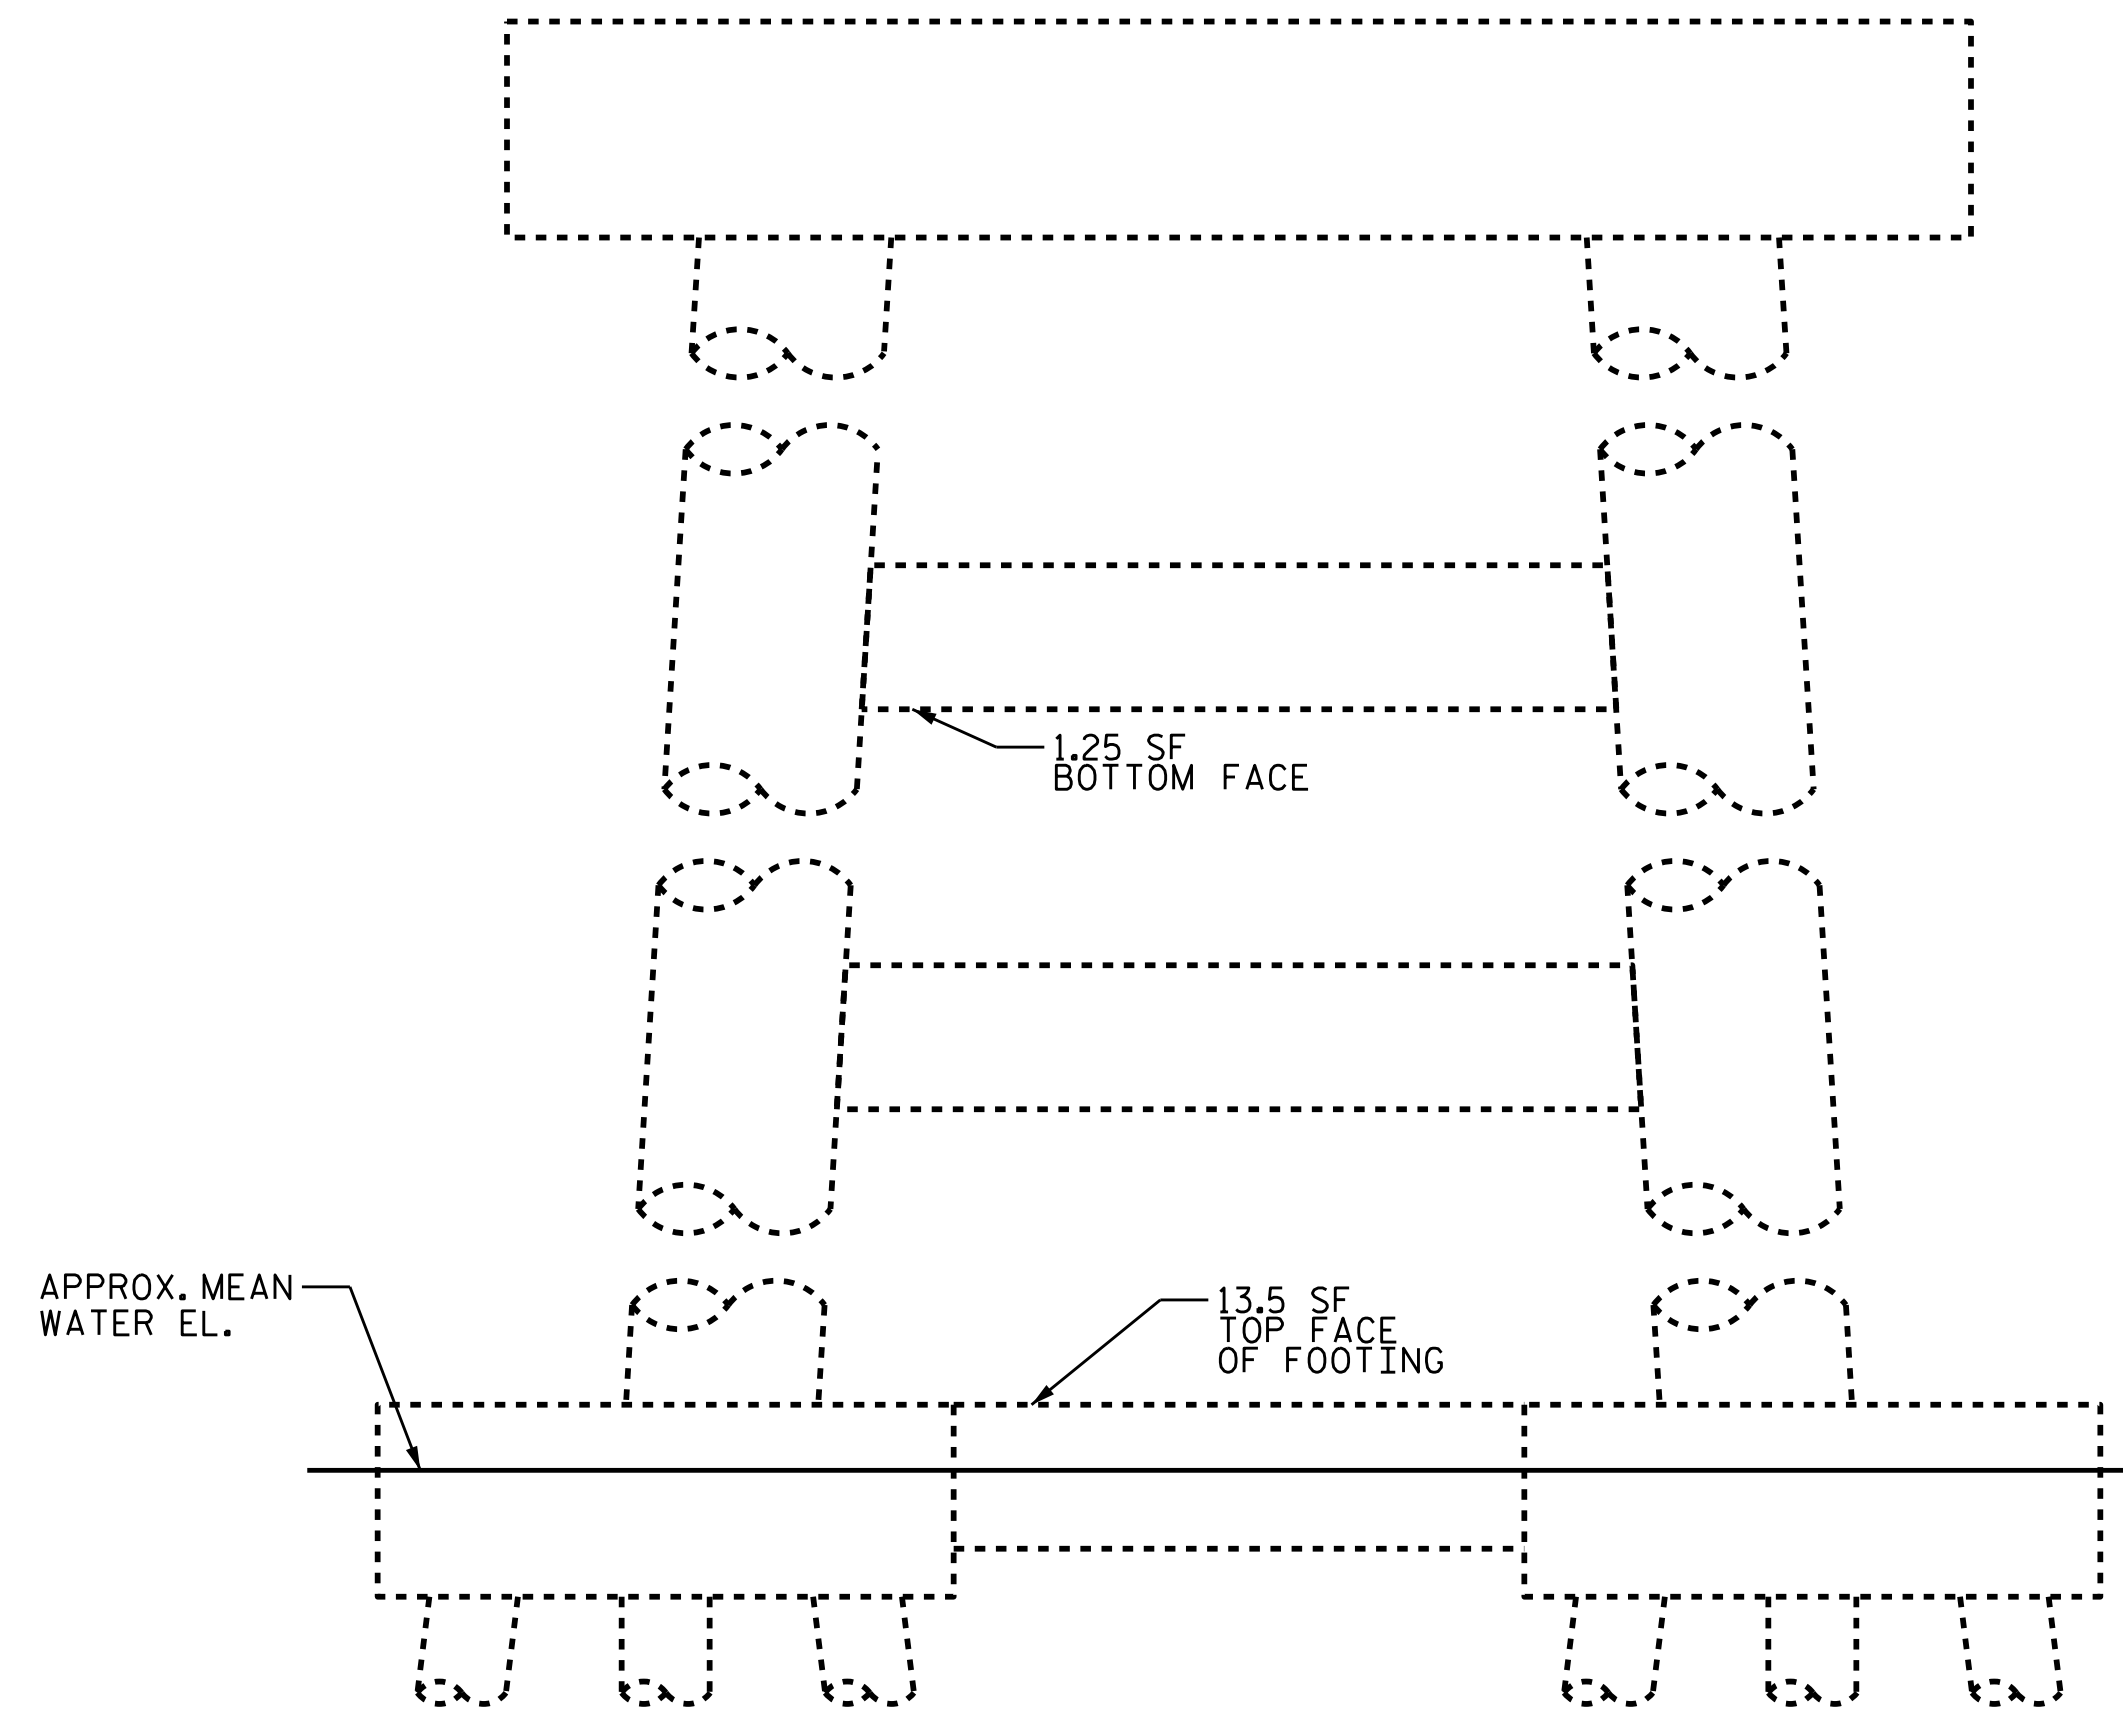 1.25 SF
BOTTOM FACE
APPROX. MEAN
WATER EL.
13.5 SF
TOP FACE
OF FOOTING